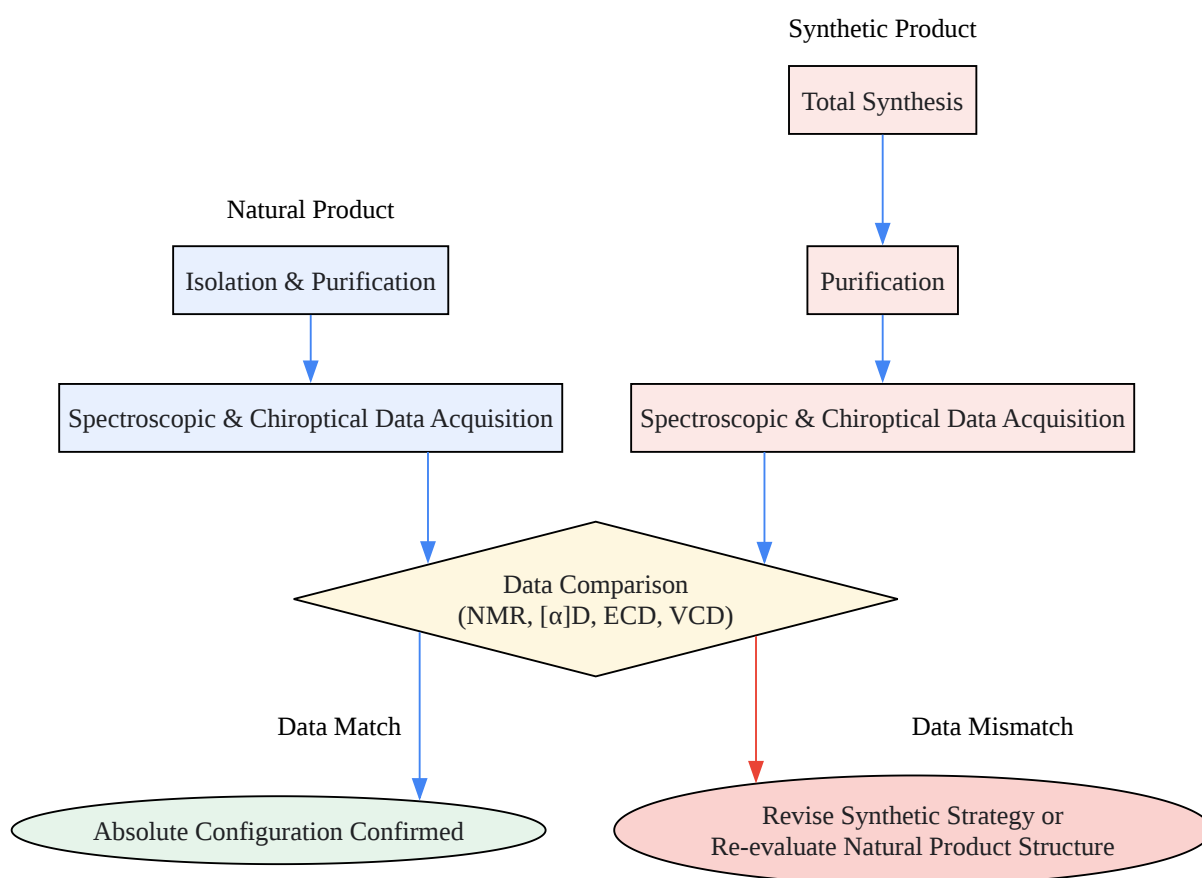 Synthetic Product
Total Synthesis
Natural Product
Isolation & Purification
Purification
Spectroscopic & Chiroptical Data Acquisition
Spectroscopic & Chiroptical Data Acquisition
Data Comparison
(NMR, [α]D, ECD, VCD)
Data Match
Data Mismatch
Absolute Configuration Confirmed
Revise Synthetic Strategy or
Re-evaluate Natural Product Structure